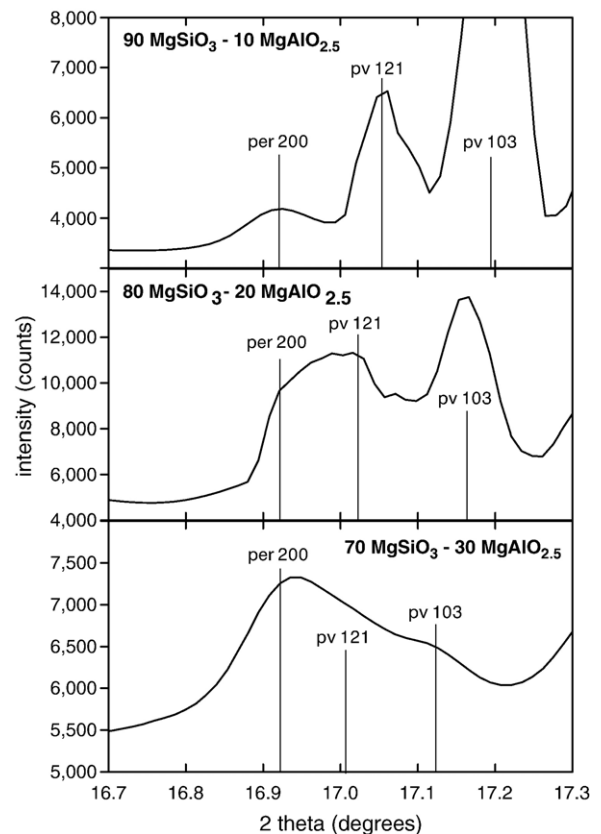 8,000
90 MgSiO₃ - 10 MgAlO₂.₅
7,000
pv 121
6,000
per 200
pv 103
5,000
4,000
14,000
80 MgSiO₃ - 20 MgAlO₂.₅
12,000
per 200
pv 121
10,000
pv 103
8,000
6,000
4,000
intensity (counts)
70 MgSiO₃ - 30 MgAlO₂.₅
per 200
7,500
7,000
pv 121
pv 103
6,500
6,000
5,500
5,000
16.7 16.8 16.9 17.0 17.1 17.2 17.3
2 theta (degrees)